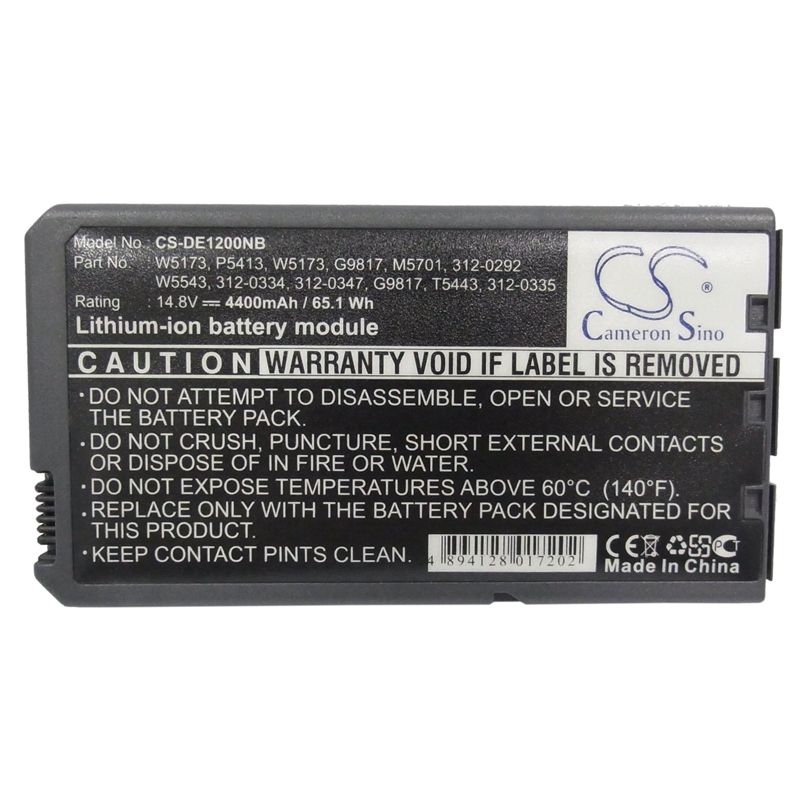 Model No.: CS-DE1200NB
Part No. : W5173, P5413, W5173, G9817, M5701, 312-0292
W5543, 312-0334, 312-0347, G9817, T5443, 312-0335
Rating : 14.8V 4400mAh / 65.1 Wh
Lithium-ion battery module
CS ®
Cameron Sino
CAUTION WARRANTY VOID IF LABEL IS REMOVED
•DO NOT ATTEMPT TO DISASSEMBLE, OPEN OR SERVICE
THE BATTERY PACK.
•DO NOT CRUSH, PUNCTURE, SHORT EXTERNAL CONTACTS
OR DISPOSE OF IN FIRE OR WATER.
•DO NOT EXPOSE TEMPERATURES ABOVE 60°C (140°F).
•REPLACE ONLY WITH THE BATTERY PACK DESIGNATED FOR
THIS PRODUCT.
•KEEP CONTACT PINTS CLEAN.
4 894128 017202
CE PCT
MADE IN CHINA